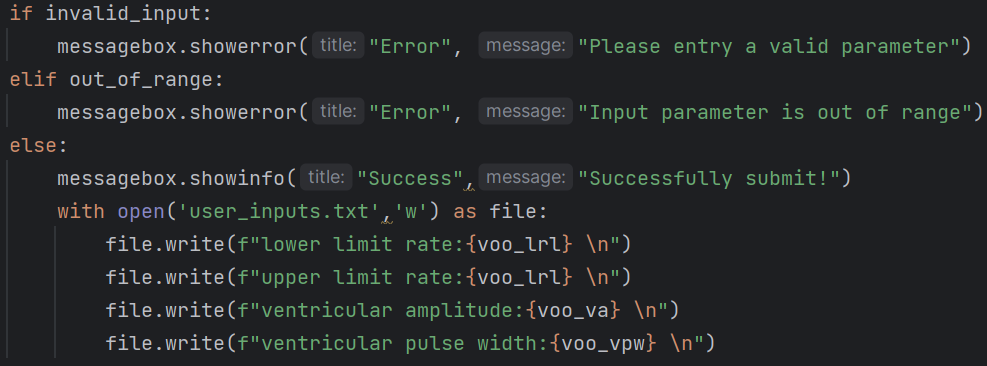 if invalid_input:
messagebox.showerror( title: "Error", message: "Please entry a valid parameter")
elif out_of_range:
messagebox.showerror( title: "Error", message: "Input parameter is out of range")
else:
messagebox.showinfo( title: "Success", message: "Successfully submit!")
with open('user_inputs.txt','w') as file:
file.write(f"lower limit rate:{voo_lrl} \n")
file.write(f"upper limit rate:{voo_lrl} \n")
file.write(f"ventricular amplitude:{voo_va} \n")
file.write(f"ventricular pulse width:{voo_vpw} \n")